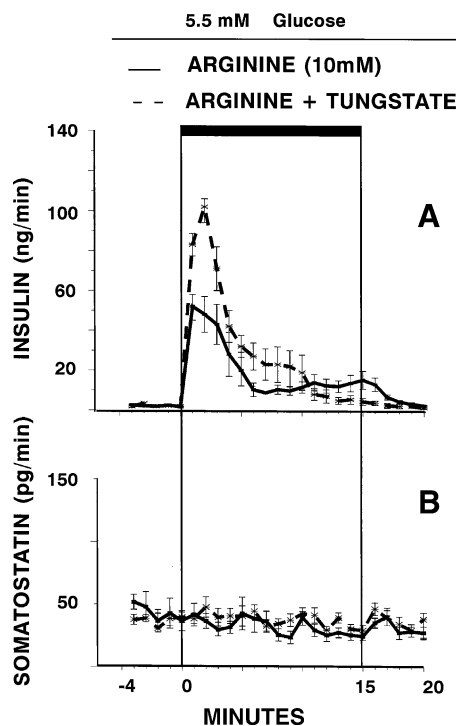 5.5 mM Glucose
ARGININE (10mM)
ARGININE + TUNGSTATE
140
100
60
20
INSULIN (ng/min)
A
150
50
SOMATOSTATIN (pg/min)
B
-4 0 15 20
MINUTES